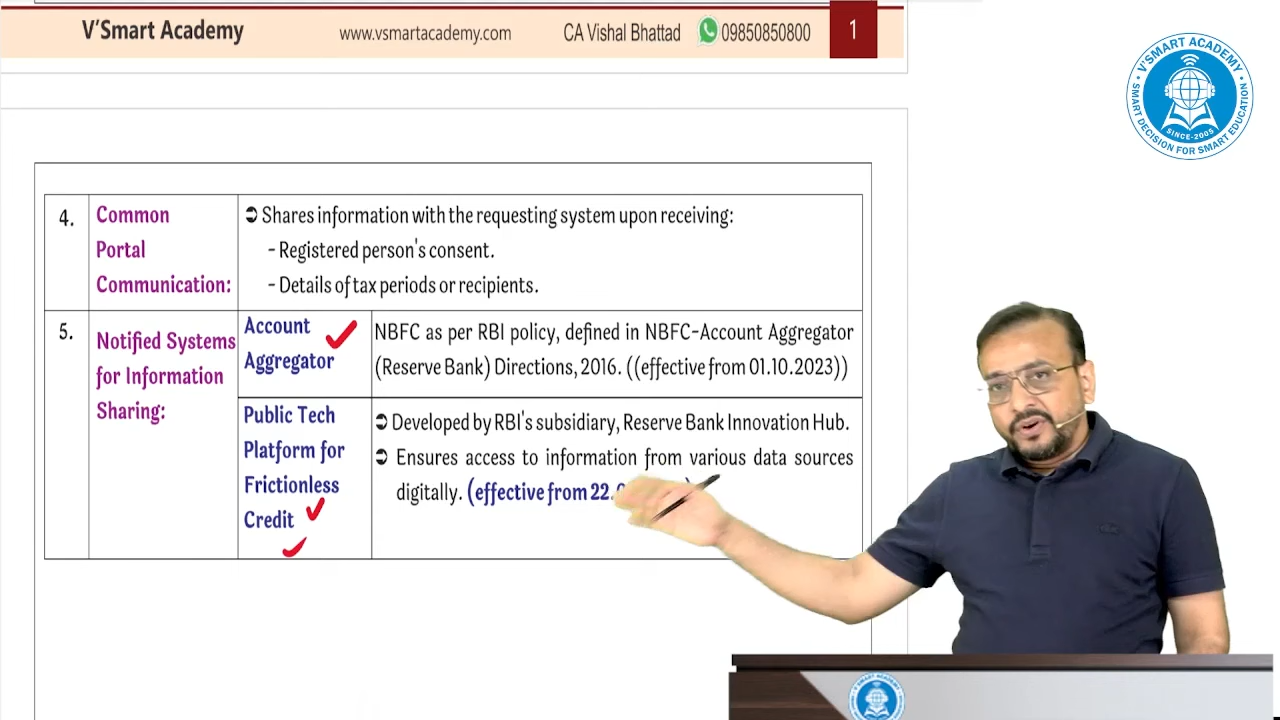 V'Smart Academy
www.vsmartacademy.com
CA Vishal Bhattad
09850850800
1
V'SMART ACADEMY
SINCE-2005
SMART DECISION FOR SMART EDUCATION
4.
Common
Portal
Communication:
➲ Shares information with the requesting system upon receiving:
- Registered person's consent.
- Details of tax periods or recipients.
5.
Notified Systems
for Information
Sharing:
Account
Aggregator
NBFC as per RBI policy, defined in NBFC-Account Aggregator
(Reserve Bank) Directions, 2016. ((effective from 01.10.2023))
Public Tech
Platform for
Frictionless
Credit
➲ Developed by RBI's subsidiary, Reserve Bank Innovation Hub.
➲ Ensures access to information from various data sources
digitally. (effective from 22.